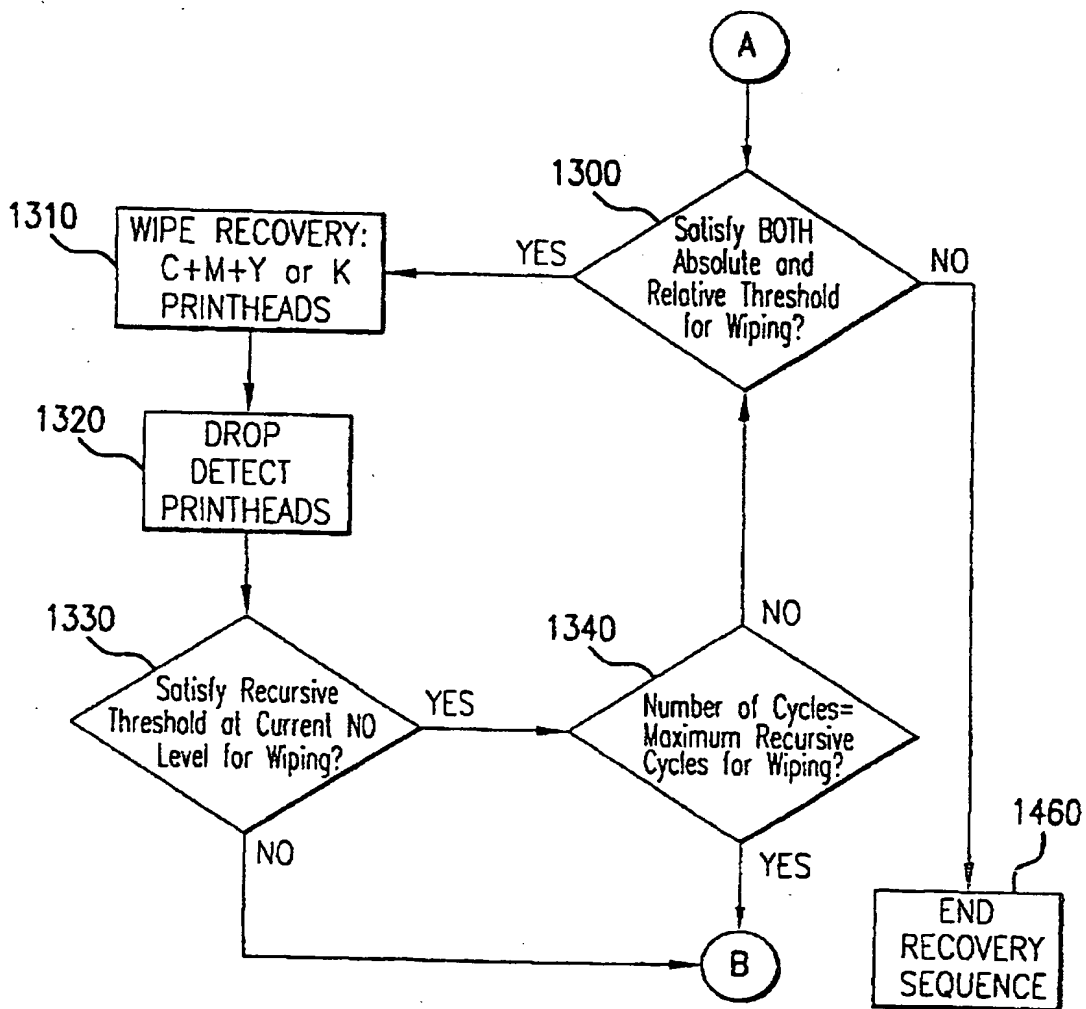 A
1300
Satisfy BOTH
Absolute and
Relative Threshold
for Wiping?
YES
NO
1310
WIPE RECOVERY:
C+M+Y or K
PRINTHEADS
1320
DROP
DETECT
PRINTHEADS
1330
Satisfy Recursive
Threshold at Current NO
Level for Wiping?
YES
NO
1340
Number of Cycles=
Maximum Recursive
Cycles for Wiping?
NO
YES
B
1460
END
RECOVERY
SEQUENCE